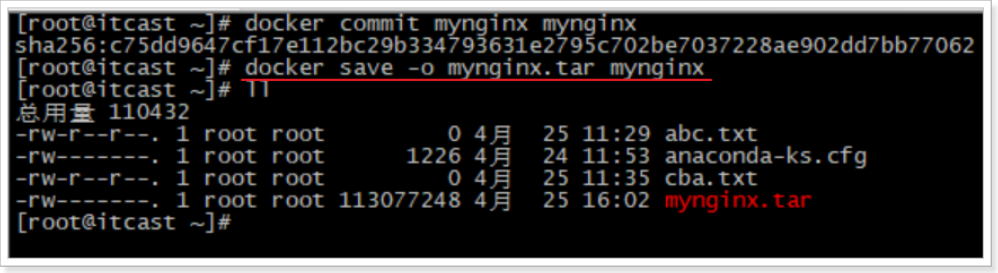 [root@itcast ~]# docker commit mynginx mynginx
sha256:c75dd9647cf17e112bc29b334793631e2795c702be7037228ae902dd7bb77062
[root@itcast ~]# docker save -o mynginx.tar mynginx
[root@itcast ~]# ll
总用量 110432
-rw-r--r--. 1 root root         0 4月  25 11:29 abc.txt
-rw-------. 1 root root      1226 4月  24 11:53 anaconda-ks.cfg
-rw-------. 1 root root         0 4月  25 11:35 cba.txt
-rw-------. 1 root root 113077248 4月  25 16:02 mynginx.tar
[root@itcast ~]#